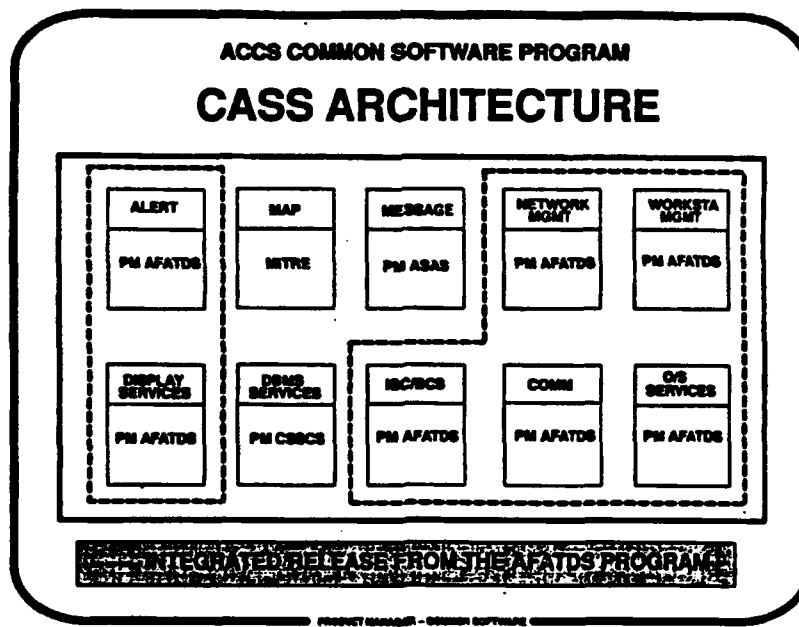 ACCS COMMON SOFTWARE PROGRAM
CASS ARCHITECTURE
ALERT
PM AFATDS
MAP
MITRE
MESSAGE
PM ASAS
NETWORK
MGMT
PM AFATDS
WORKSTA
MGMT
PM AFATDS
DISPLAY
SERVICES
PM AFATDS
DBMS
SERVICES
PM CSSCS
ISC/BCS
PM AFATDS
COMM
PM AFATDS
O/S
SERVICES
PM AFATDS
INTEGRATED RELEASE FROM THE AFATDS PROGRAM
PRODUCT MANAGER - COMMON SOFTWARE